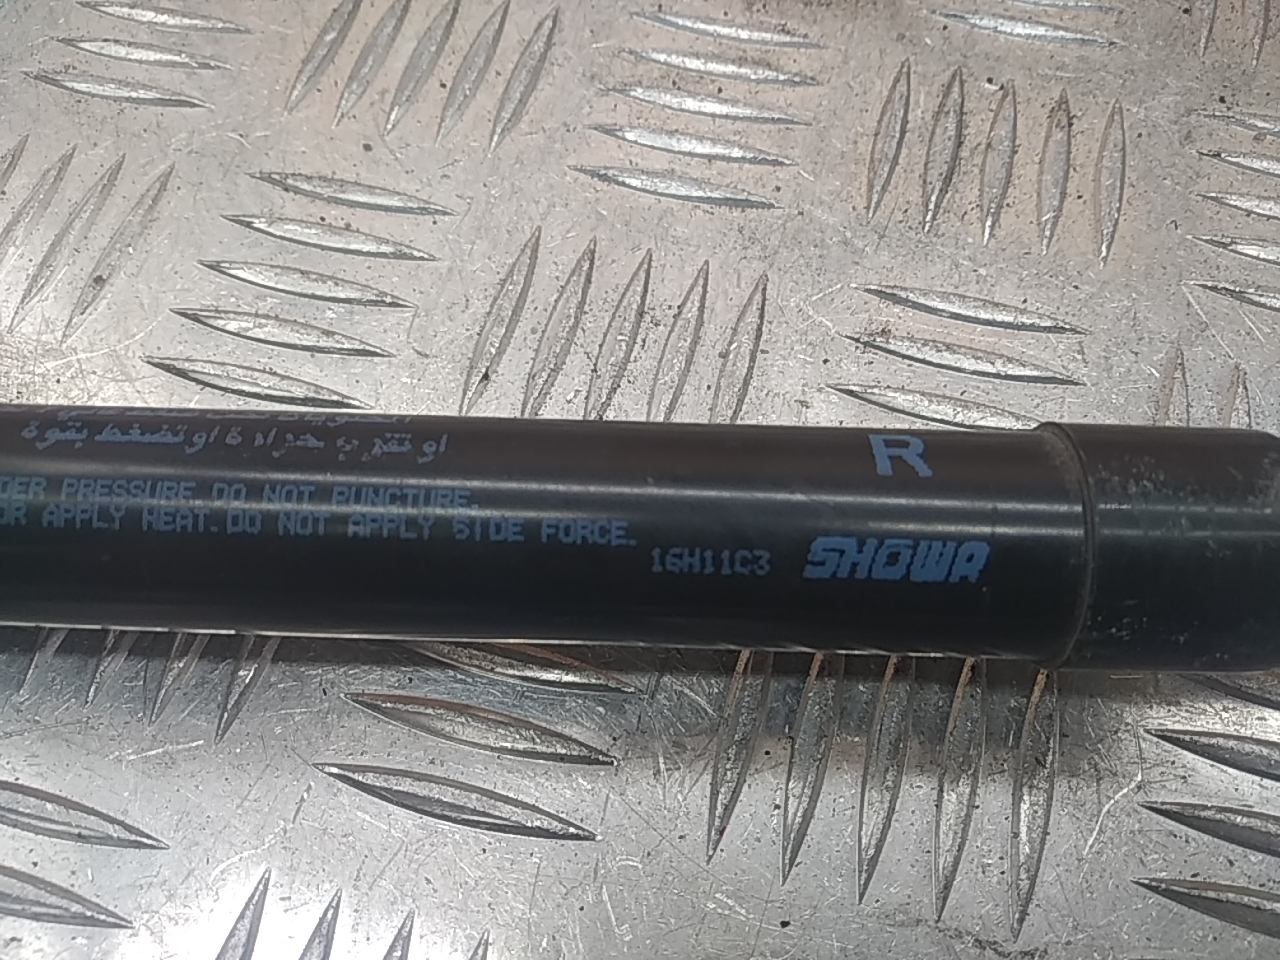 او تقرب حرارة او تضغط بقوة
R
DER PRESSURE. DO NOT PUNCTURE.
OR APPLY HEAT. DO NOT APPLY SIDE FORCE.
16H11C3 SHOWA